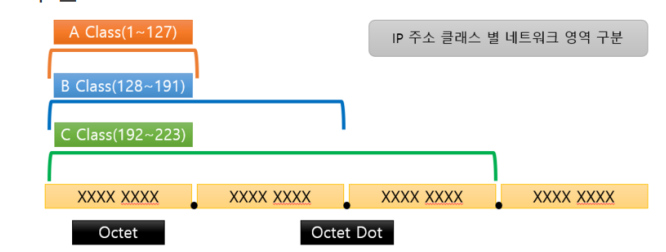 A Class(1~127)
IP 주소 클래스 별 네트워크 영역 구분
B Class(128~191)
C Class(192~223)
XXXX XXXX . XXXX XXXX . XXXX XXXX . XXXX XXXX
Octet
Octet Dot